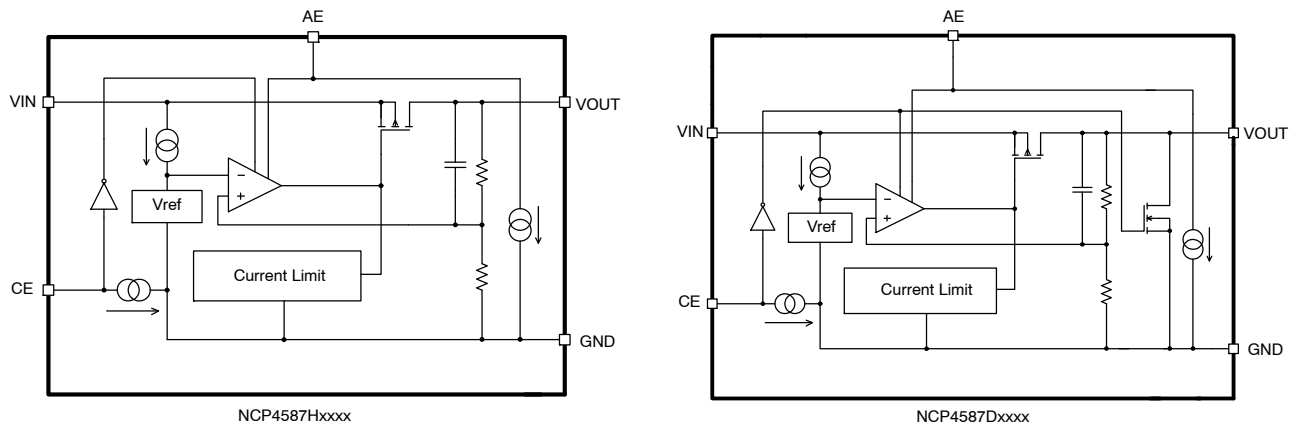 AE
VIN
VOUT
−
+
Vref
Current Limit
CE
GND
NCP4587Hxxxx
AE
VIN
VOUT
−
+
Vref
Current Limit
CE
GND
NCP4587Dxxxx